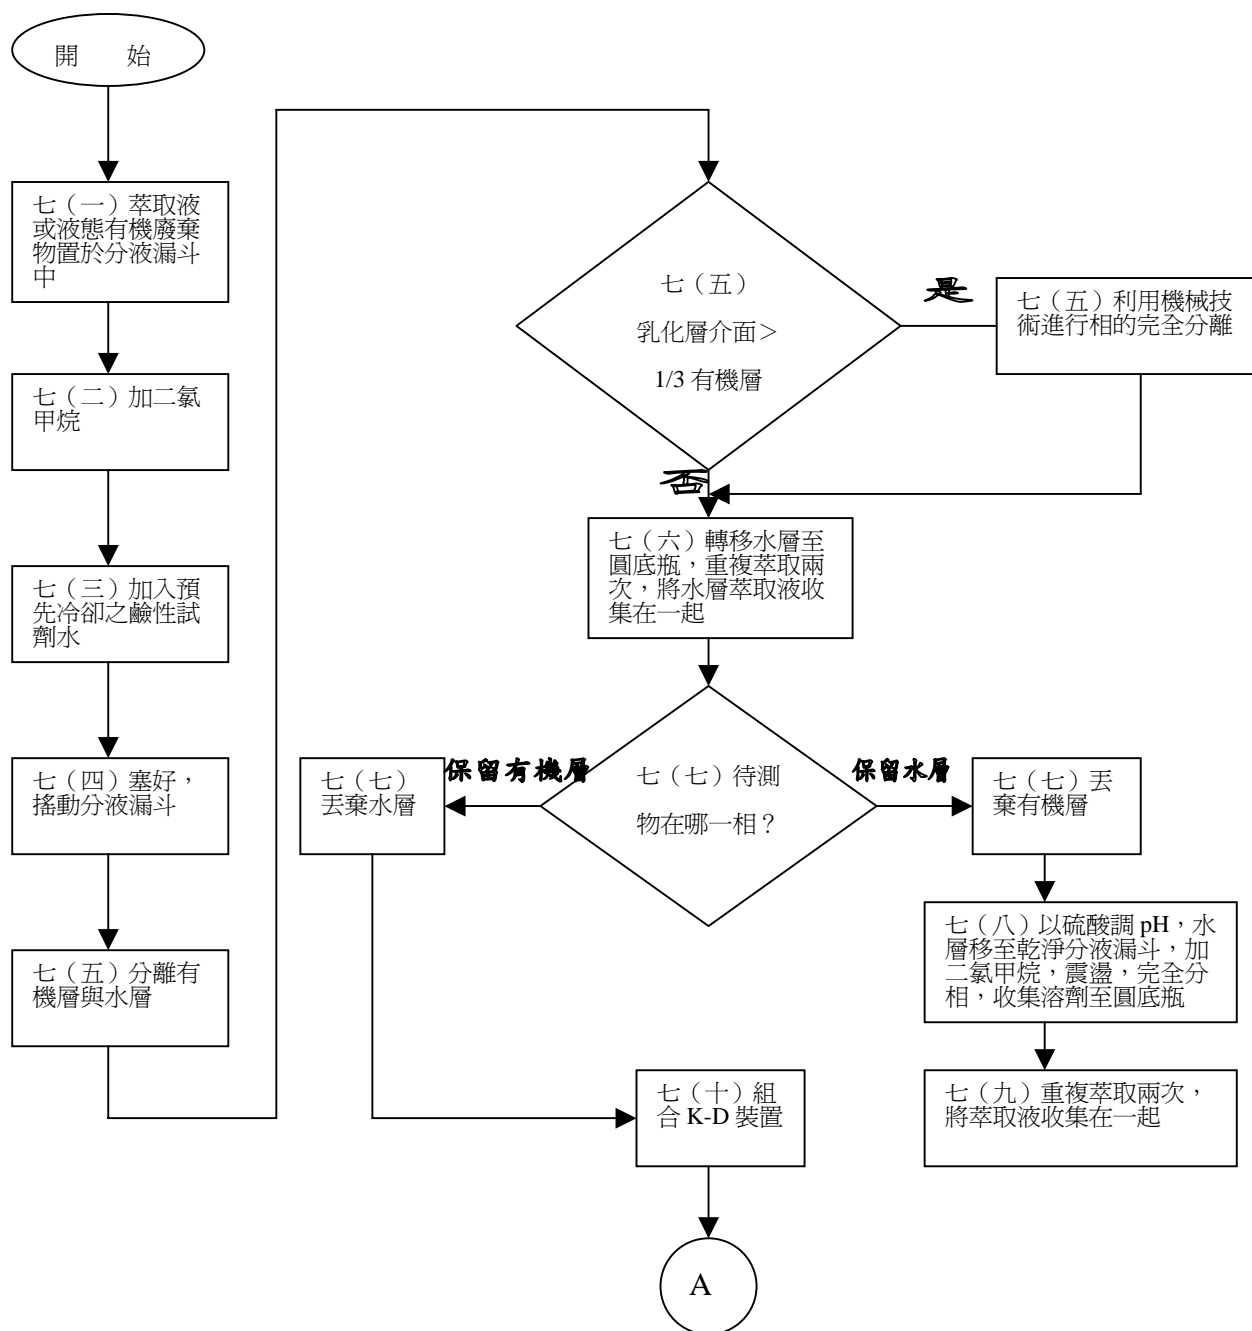 開　始
七（一）萃取液
或液態有機廢棄
物置於分液漏斗
中
七（二）加二氯
甲烷
七（三）加入預
先冷卻之鹼性試
劑水
七（四）塞好，
搖動分液漏斗
七（五）分離有
機層與水層
七（五）
乳化層介面＞
1/3 有機層
是
七（五）利用機械技
術進行相的完全分離
否
七（六）轉移水層至
圓底瓶，重複萃取兩
次，將水層萃取液收
集在一起
七（七）待測
物在哪一相？
保留有機層
七（七）
丟棄水層
保留水層
七（七）丟
棄有機層
七（八）以硫酸調 pH，水
層移至乾淨分液漏斗，加
二氯甲烷，震盪，完全分
相，收集溶劑至圓底瓶
七（九）重複萃取兩次，
將萃取液收集在一起
七（十）組
合 K-D 裝置
A